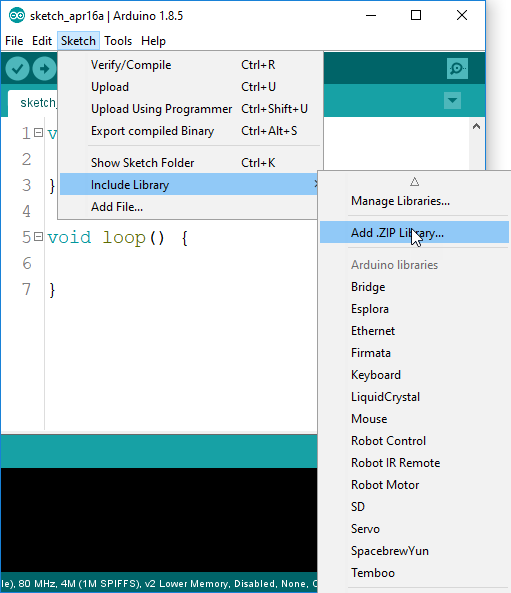 sketch_apr16a | Arduino 1.8.5
File Edit Sketch Tools Help
Verify/Compile Ctrl+R
Upload Ctrl+U
Upload Using Programmer Ctrl+Shift+U
Export compiled Binary Ctrl+Alt+S
Show Sketch Folder Ctrl+K
Include Library
Add File...
Manage Libraries...
Add .ZIP Library...
Arduino libraries
Bridge
Esplora
Ethernet
Firmata
Keyboard
LiquidCrystal
Mouse
Robot Control
Robot IR Remote
Robot Motor
SD
Servo
SpacebrewYun
Temboo
sketch_
1 v
2
3 }
4
5 void loop() {
6
7 }
le), 80 MHz, 4M (1M SPIFFS), v2 Lower Memory, Disabled, None, C